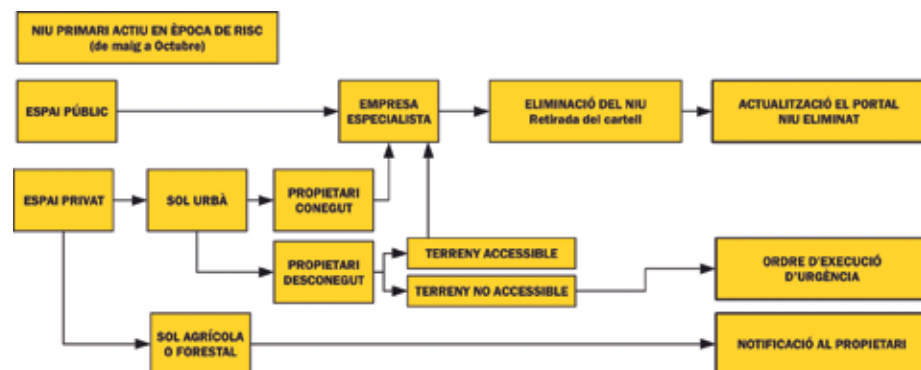 NIU PRIMARI ACTIU EN ÈPOCA DE RISC
(de maig a Octubre)
ESPAI PÚBLIC
EMPRESA
ESPECIALISTA
ELIMINACIÓ DEL NIU
Retirada del cartell
ACTUALITZACIÓ EL PORTAL
NIU ELIMINAT
ESPAI PRIVAT
SOL URBÀ
PROPIETARI
CONEGUT
PROPIETARI
DESCONEGUT
TERRENY ACCESSIBLE
TERRENY NO ACCESSIBLE
ORDRE D'EXECUCIÓ
D'URGÈNCIA
SOL AGRÍCOLA
O FORESTAL
NOTIFICACIÓ AL PROPIETARI